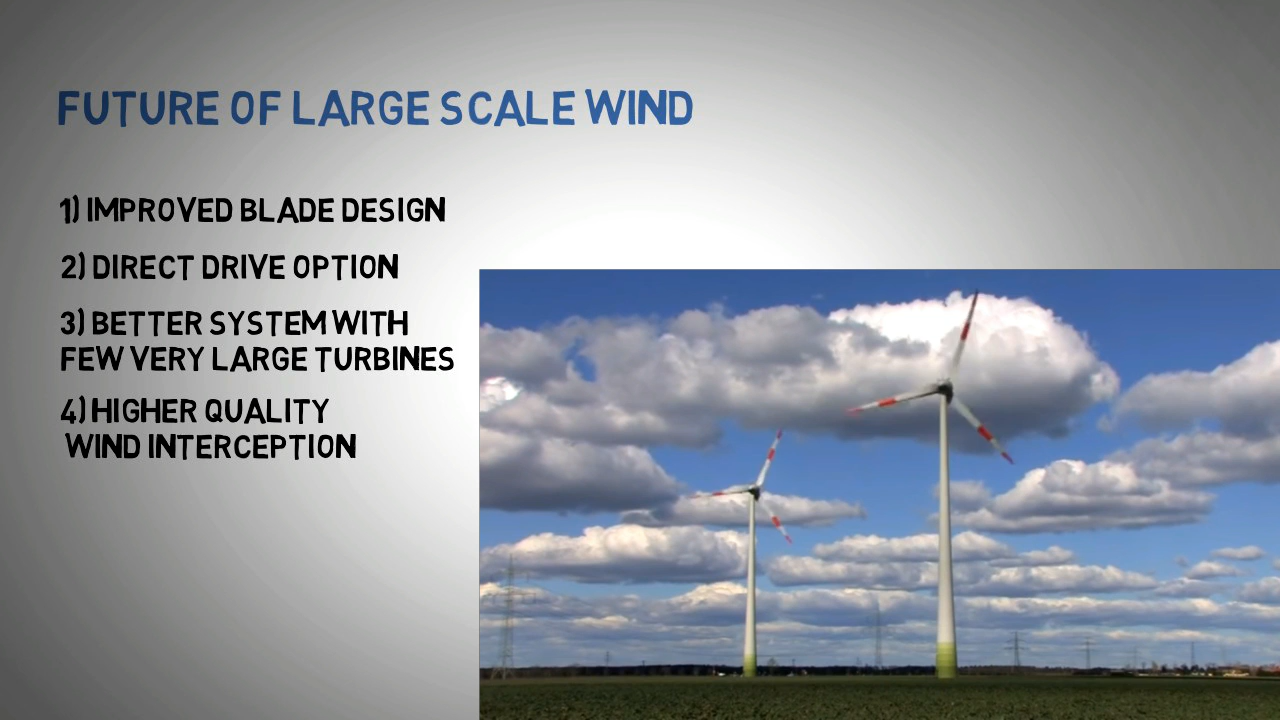 FUTURE OF LARGE SCALE WIND
1) IMPROVED BLADE DESIGN
2) DIRECT DRIVE OPTION
3) BETTER SYSTEM WITH
FEW VERY LARGE TURBINES
4) HIGHER QUALITY
WIND INTERCEPTION